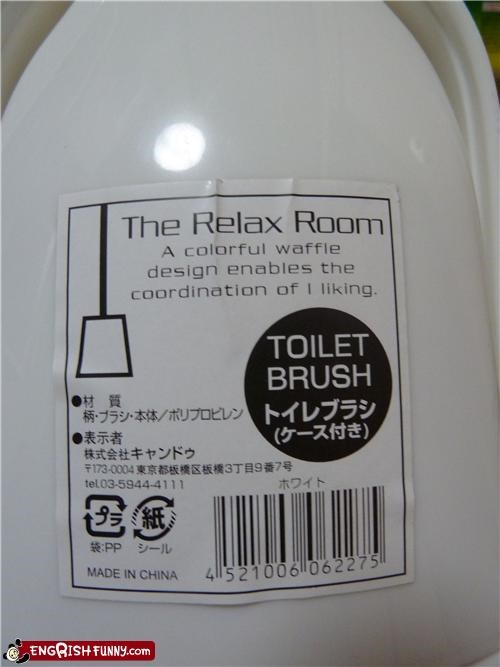 The Relax Room
A colorful waffle
design enables the
coordination of I liking.
TOILET
BRUSH
トイレブラシ
(ケース付き)
●材 質
柄・ブラシ・本体/ポリプロピレン
●表示者
株式会社キャンドゥ
〒173-0004 東京都板橋区板橋3丁目9番7号
tel.03-5944-4111
ホワイト
プラ
紙
袋:PP シール
MADE IN CHINA
4 521006 062275
ENGRISHFUNNY.COM